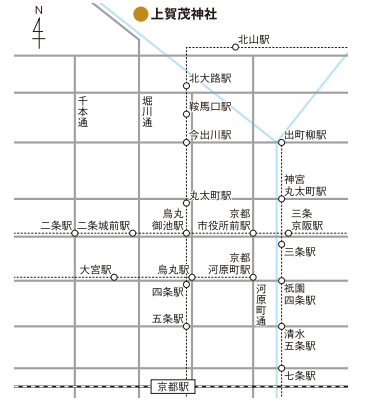 N
上賀茂神社
北山駅
北大路駅
千本通
堀川通
鞍馬口駅
今出川駅
出町柳駅
神宮
丸太町駅
丸太町駅
二条駅
二条城前駅
烏丸
御池駅
京都
市役所前駅
三条
京阪駅
三条駅
大宮駅
烏丸駅
京都
河原町駅
四条駅
河原町通
祇園
四条駅
五条駅
清水
五条駅
七条駅
京都駅